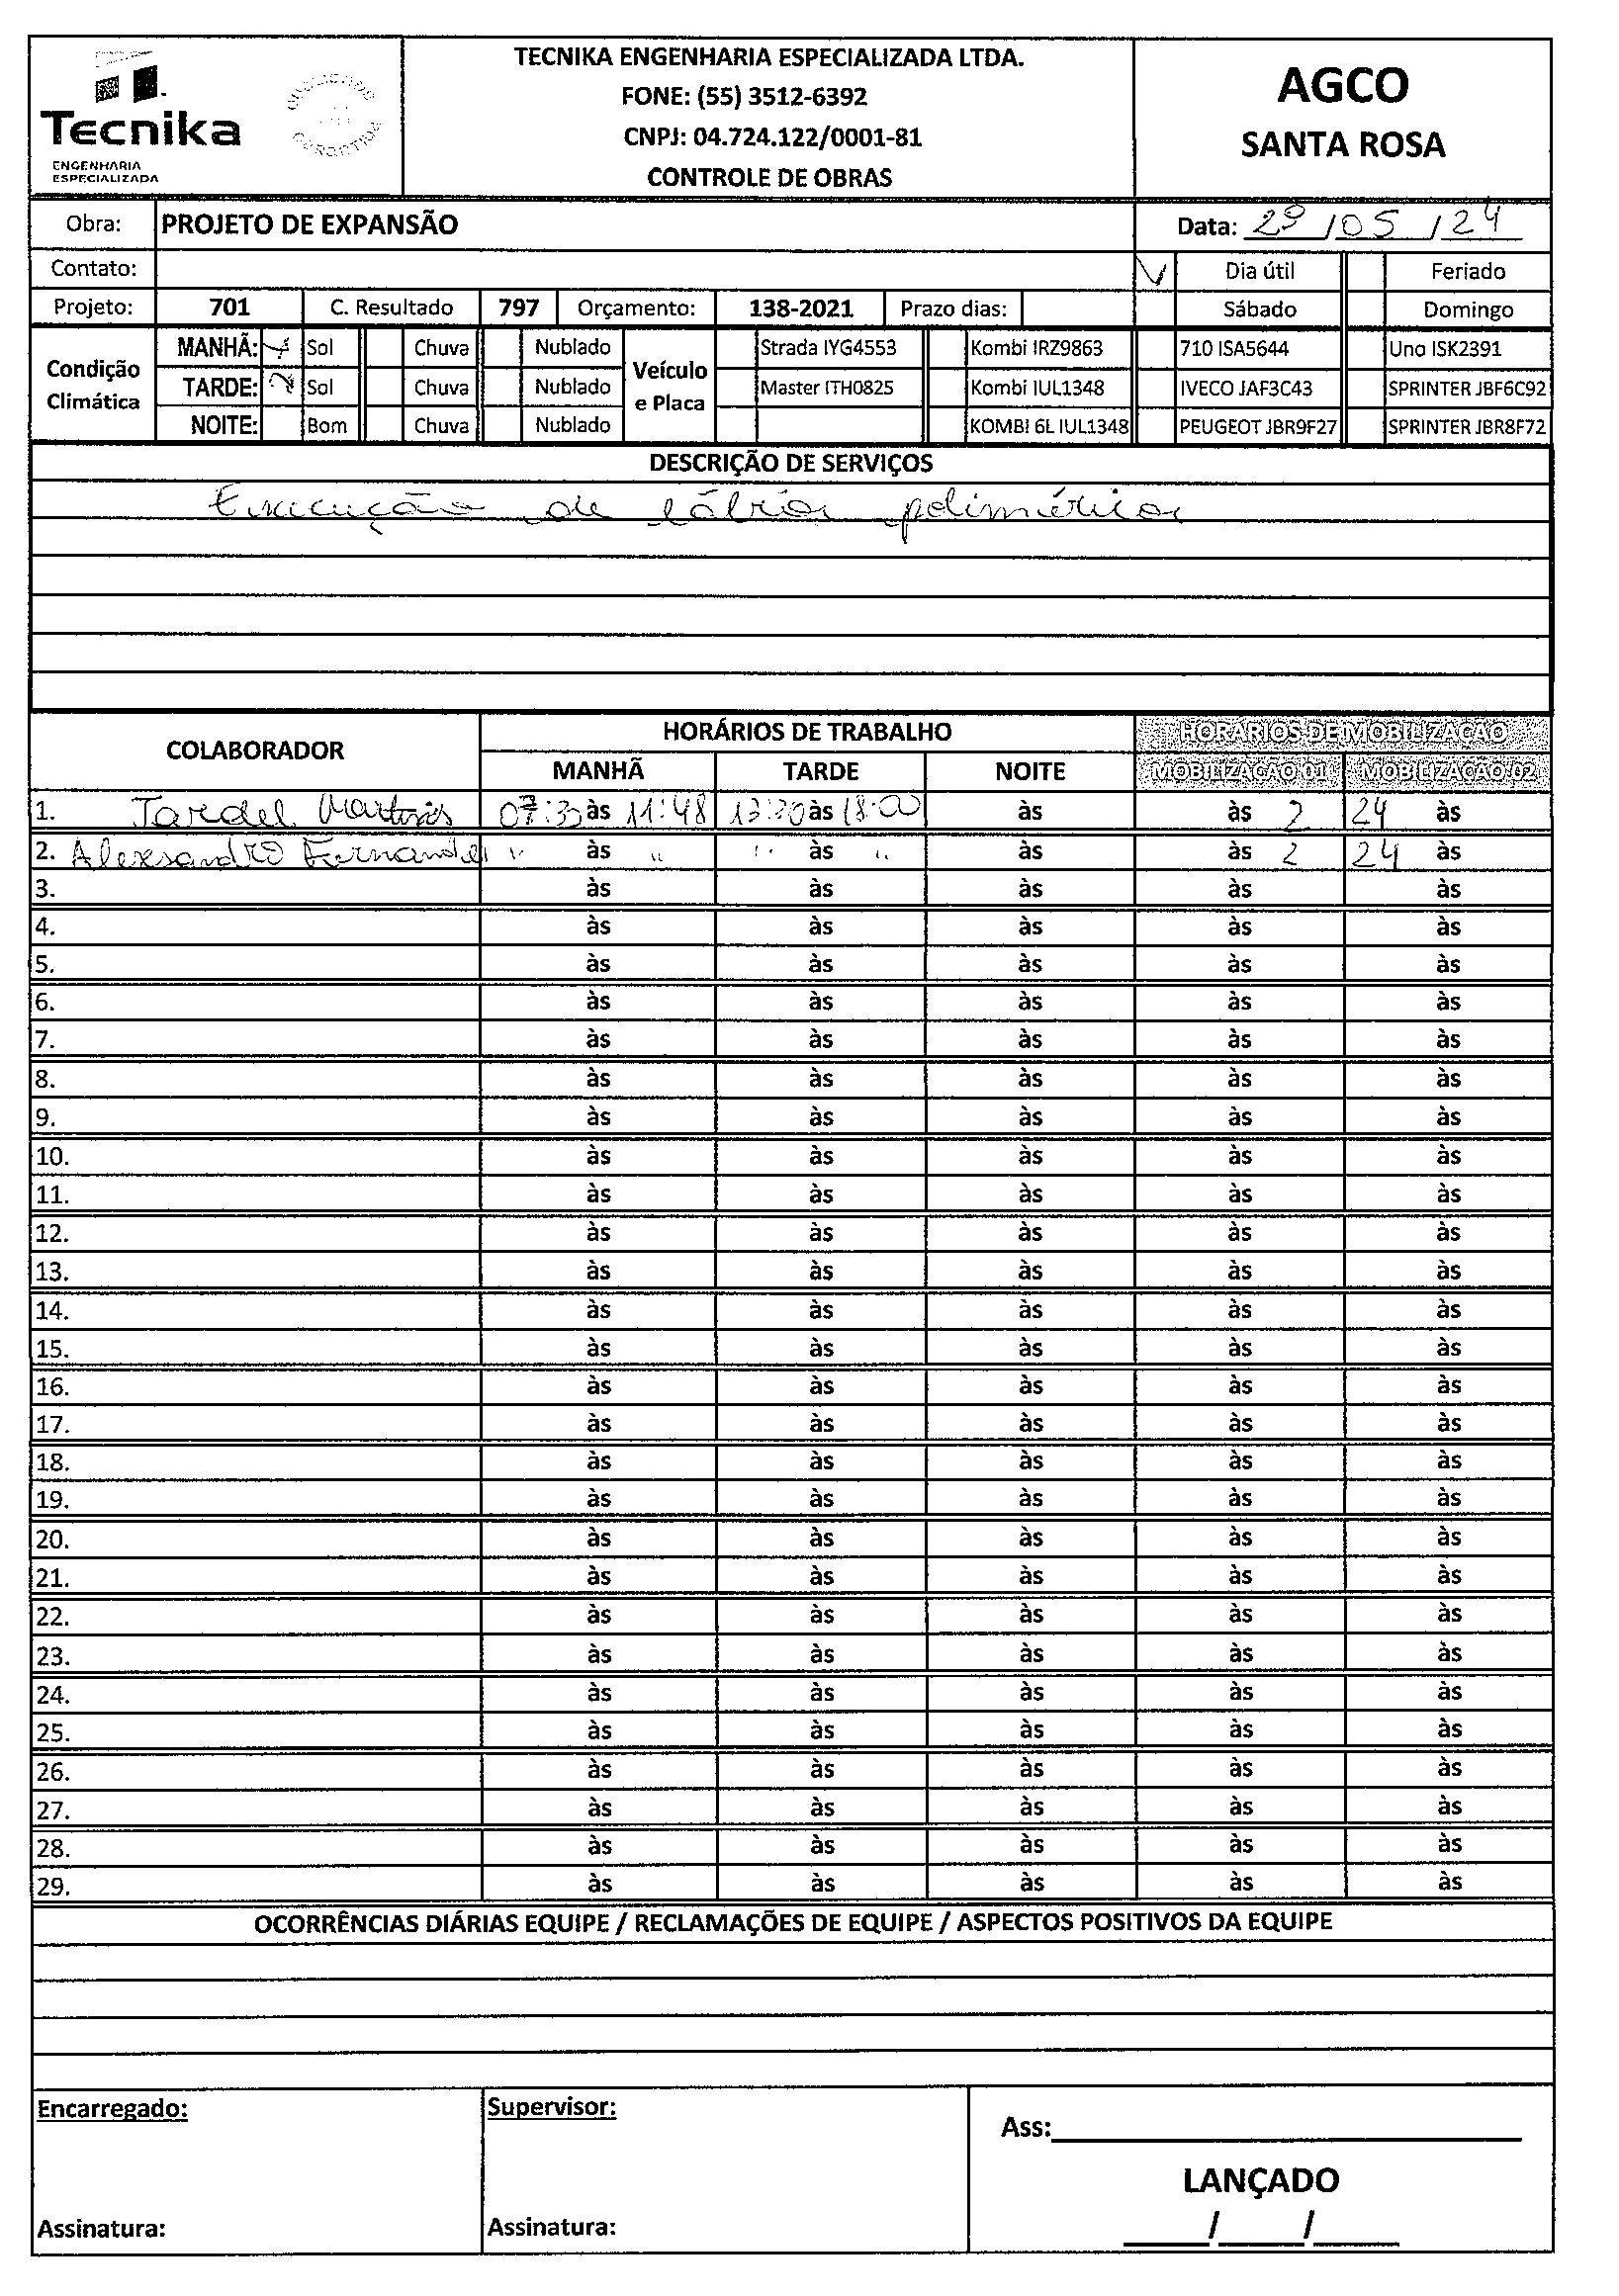 Tecnika
ENGENHARIA
ESPECIALIZADA
TECNIKA ENGENHARIA ESPECIALIZADA LTDA.
FONE: (55) 3512-6392
CNPJ: 04.724.122/0001-81
CONTROLE DE OBRAS
AGCO
SANTA ROSA
Obra: PROJETO DE EXPANSÃO Data: 29/05/24
Contato: Dia útil Feriado
Projeto: 701 C. Resultado 797 Orçamento: 138-2021 Prazo dias: Sábado Domingo
Condição Climática
MANHÃ: Sol Chuva Nublado
TARDE: Sol Chuva Nublado
NOITE: Bom Chuva Nublado
Veículo e Placa
Strada IYG4553 Kombi IRZ9863 710 ISA5644 Uno ISK2391
Master ITH0825 Kombi IUL1348 IVECO JAF3C43 SPRINTER JBF6C92
KOMBI 6L IUL1348 PEUGEOT JBR9F27 SPRINTER JBR8F72
DESCRIÇÃO DE SERVIÇOS
Execução de lábios poliméricos
COLABORADOR HORÁRIOS DE TRABALHO HORÁRIOS DE MOBILIZAÇÃO
MANHÃ TARDE NOITE MOBILIZAÇÃO 01 MOBILIZAÇÃO 02
1. Tardel Martins 07:33 às 11:48 13:30 às 18:00 às às 2 24 às
2. Alexsandro Fernandes " às " " às " às às 2 24 às
3. às às às às às
4. às às às às às
5. às às às às às
6. às às às às às
7. às às às às às
8. às às às às às
9. às às às às às
10. às às às às às
11. às às às às às
12. às às às às às
13. às às às às às
14. às às às às às
15. às às às às às
16. às às às às às
17. às às às às às
18. às às às às às
19. às às às às às
20. às às às às às
21. às às às às às
22. às às às às às
23. às às às às às
24. às às às às às
25. às às às às às
26. às às às às às
27. às às às às às
28. às às às às às
29. às às às às às
OCORRÊNCIAS DIÁRIAS EQUIPE / RECLAMAÇÕES DE EQUIPE / ASPECTOS POSITIVOS DA EQUIPE
Encarregado: Supervisor:
Ass:
LANÇADO
Assinatura: Assinatura: / /